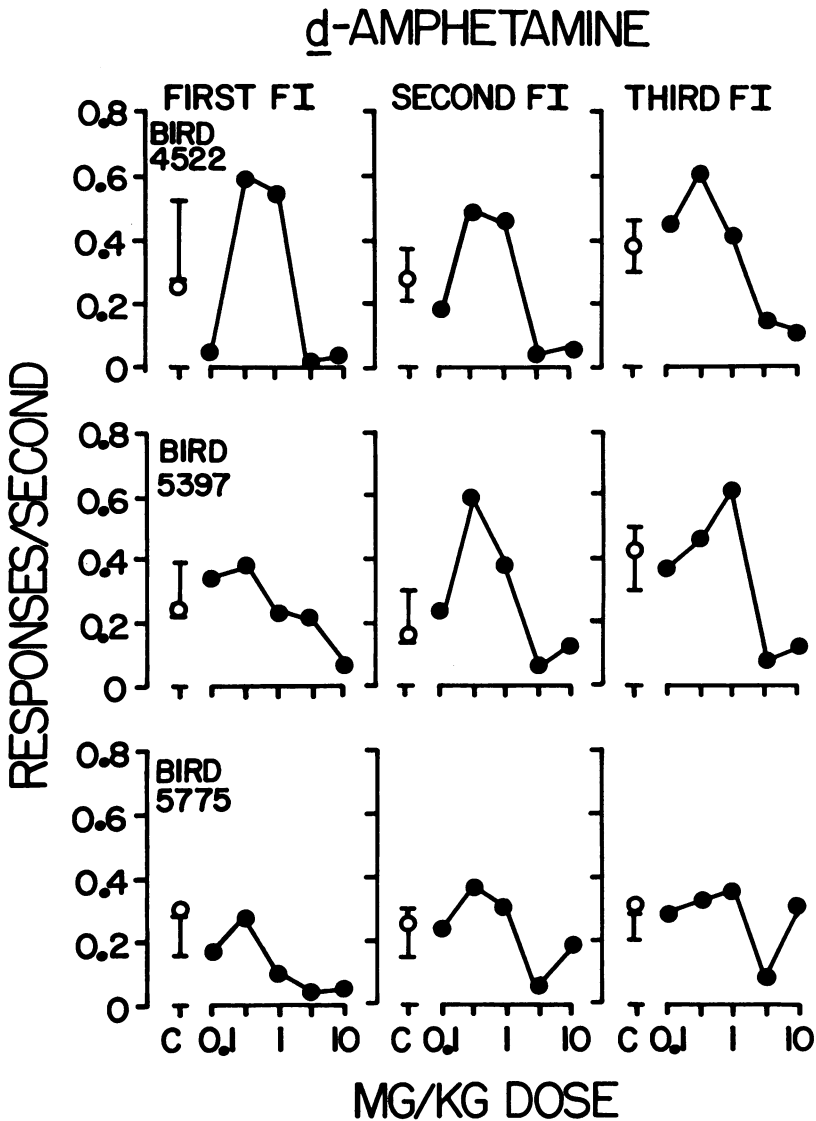 d-AMPHETAMINE
FIRST FI SECOND FI THIRD FI
BIRD
4522
0.8
0.6
0.4
0.2
0
BIRD
5397
0.8
0.6
0.4
0.2
0
BIRD
5775
0.8
0.6
0.4
0.2
0
RESPONSES/SECOND
C 0.1 1 10 C 0.1 1 10 C 0.1 1 10
MG/KG DOSE